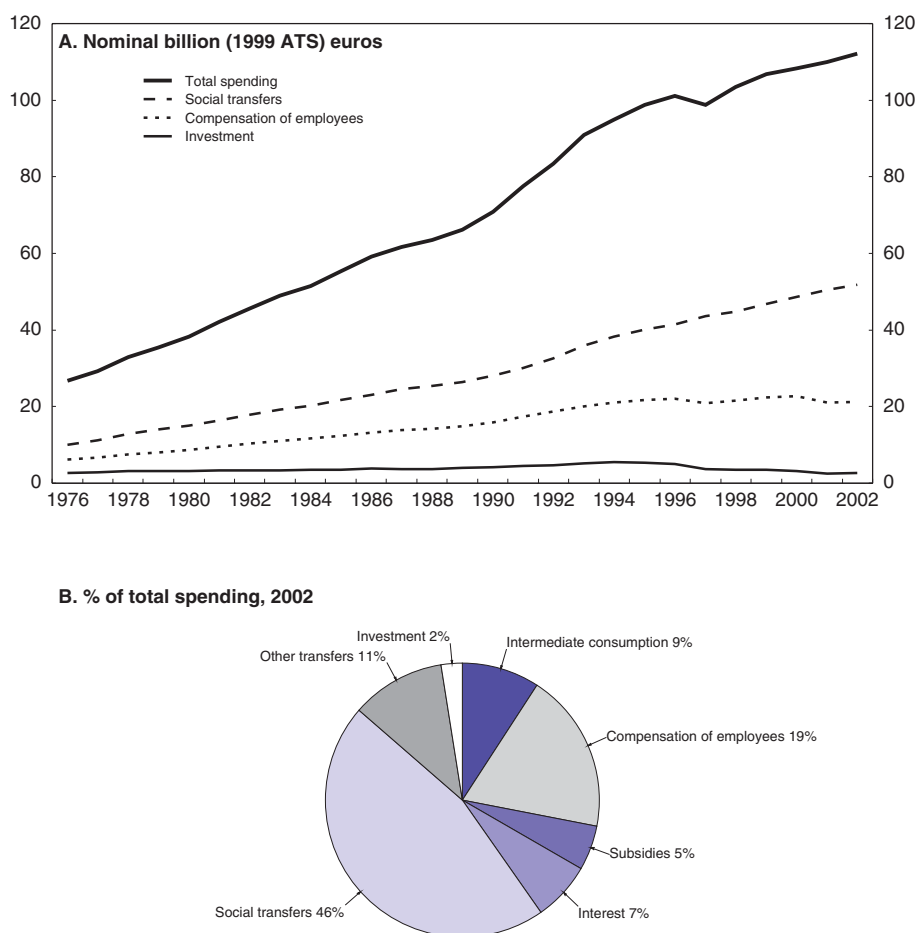 A. Nominal billion (1999 ATS) euros
Total spending
Social transfers
Compensation of employees
Investment
120 120
100 100
80 80
60 60
40 40
20 20
0 0
1976 1978 1980 1982 1984 1986 1988 1990 1992 1994 1996 1998 2000 2002
B. % of total spending, 2002
Investment 2%
Intermediate consumption 9%
Other transfers 11%
Compensation of employees 19%
Subsidies 5%
Social transfers 46%
Interest 7%